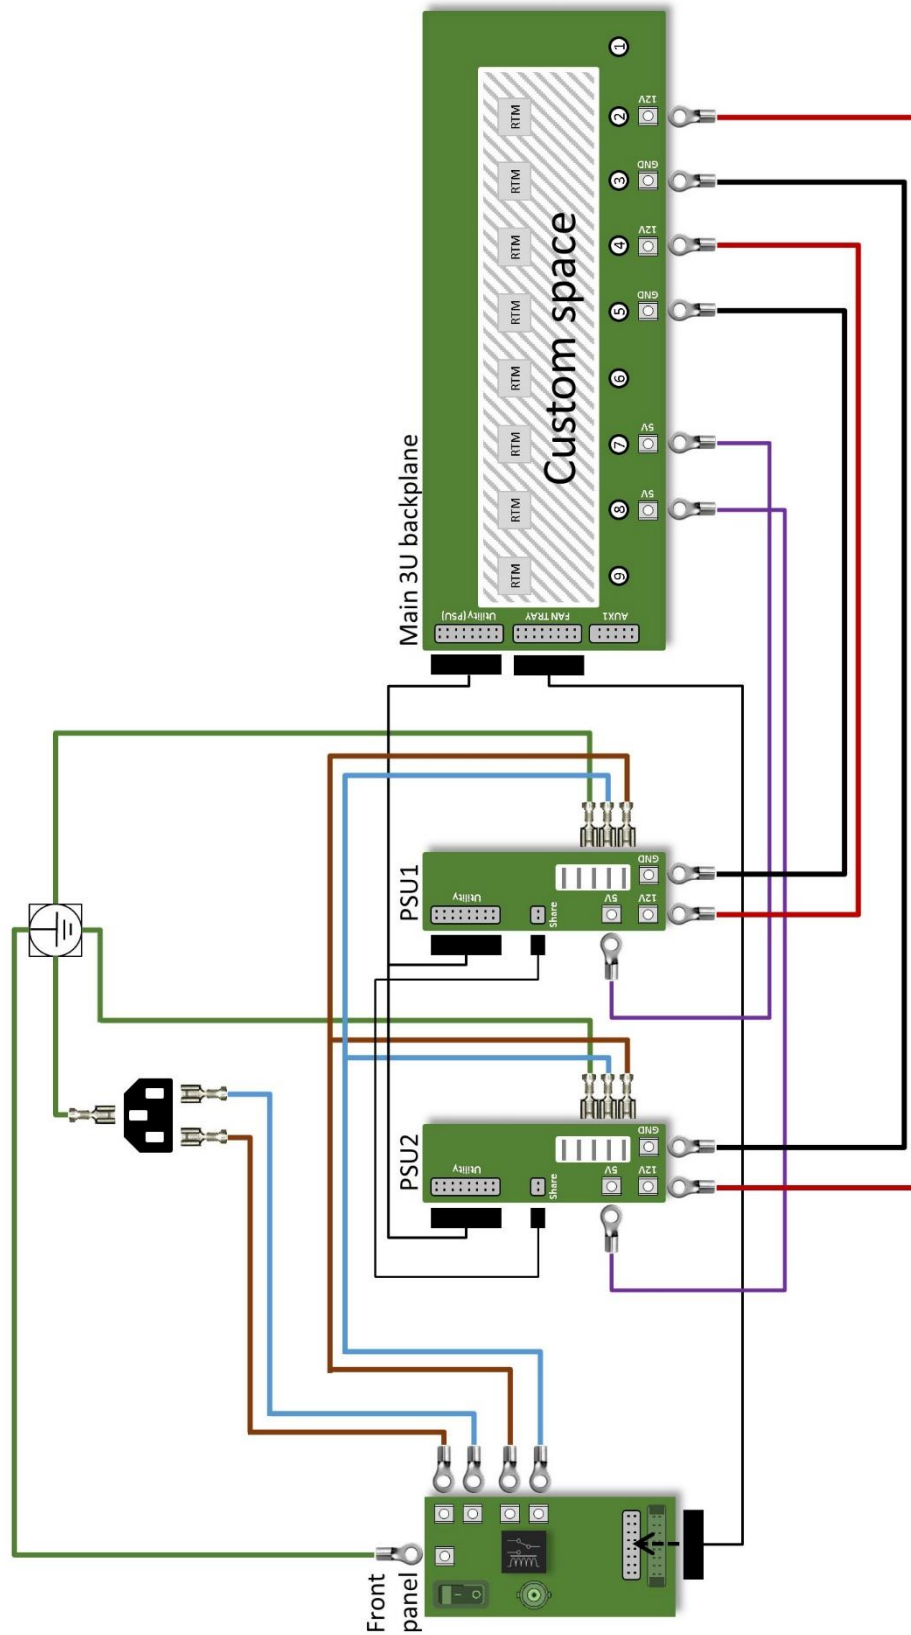 Main 3U backplane
Utility (PSU)
FAN TRAY
AUX1
RTM
RTM
RTM
RTM
RTM
RTM
RTM
RTM
Custom space
9
8
7
6
5
4
3
2
1
5V
5V
GND
12V
GND
12V
PSU1
Utility
Share
5V
12V
GND
PSU2
Utility
Share
5V
12V
GND
Front
panel